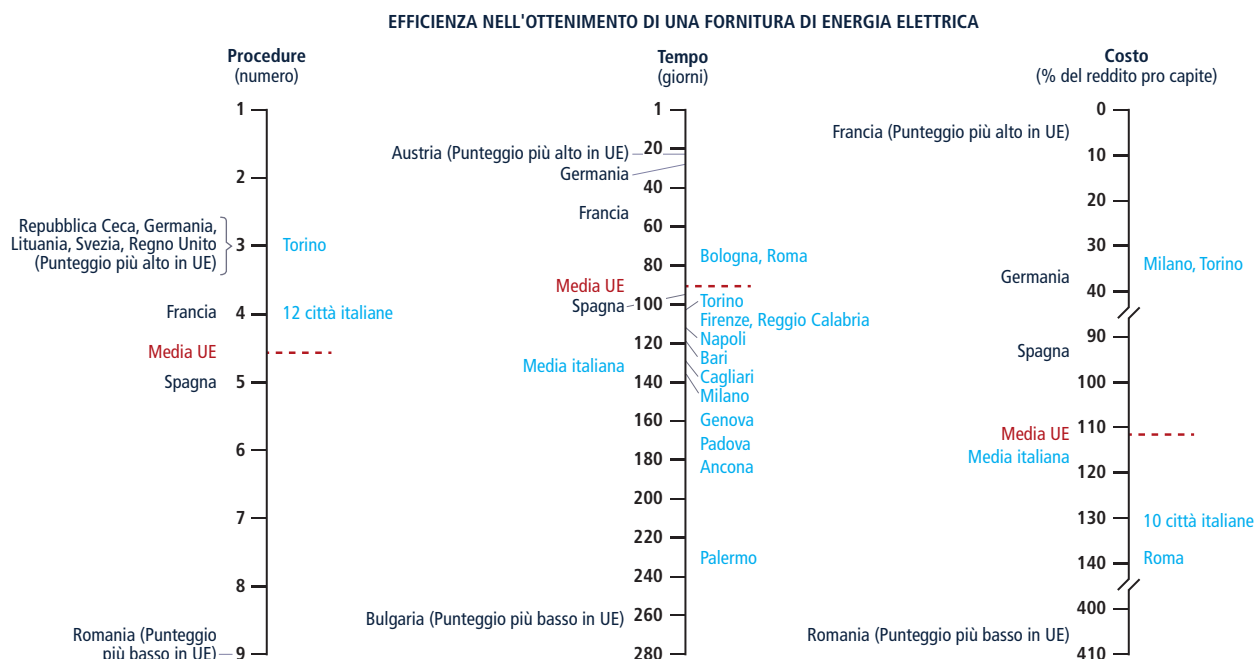 EFFICIENZA NELL'OTTENIMENTO DI UNA FORNITURA DI ENERGIA ELETTRICA
Procedure
(numero)
1
2
Repubblica Ceca, Germania,
Lituania, Svezia, Regno Unito
(Punteggio più alto in UE)
3
Torino
Francia
4
12 città italiane
Media UE
Spagna
5
6
7
8
Romania (Punteggio
più basso in UE)
9
Tempo
(giorni)
1
Austria (Punteggio più alto in UE)
20
Germania
40
Francia
60
Bologna, Roma
80
Media UE
Spagna
100
Torino
Firenze, Reggio Calabria
Napoli
120
Bari
Media italiana
Cagliari
140
Milano
160
Genova
Padova
180
Ancona
200
220
Palermo
240
260
Bulgaria (Punteggio più basso in UE)
280
Costo
(% del reddito pro capite)
0
Francia (Punteggio più alto in UE)
10
20
30
Milano, Torino
Germania
40
90
Spagna
100
110
Media UE
Media italiana
120
130
10 città italiane
140
Roma
400
Romania (Punteggio più basso in UE)
410